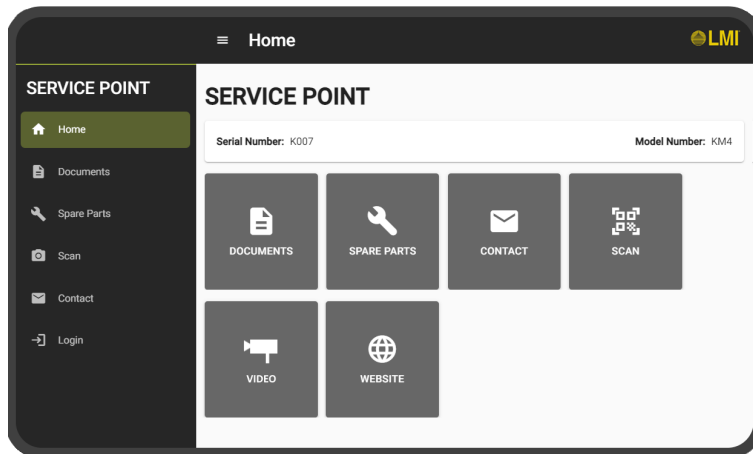 Home
LMI
SERVICE POINT
Home
Documents
Spare Parts
Scan
Contact
Login
SERVICE POINT
Serial Number: K007
Model Number: KM4
DOCUMENTS
SPARE PARTS
CONTACT
SCAN
VIDEO
WEBSITE